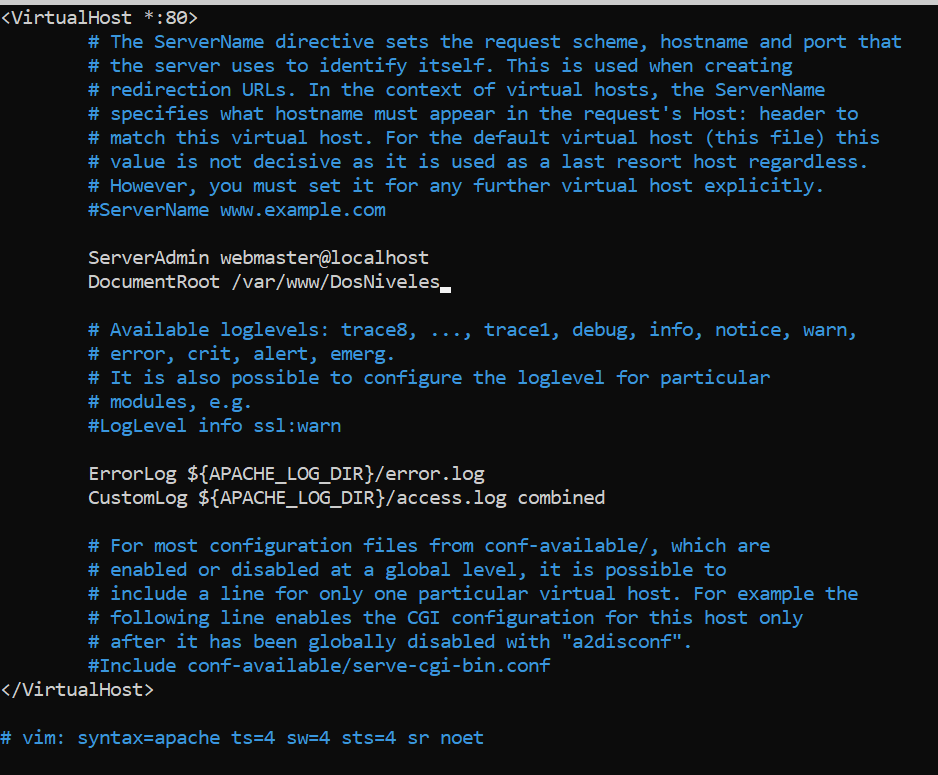 <VirtualHost *:80>
# The ServerName directive sets the request scheme, hostname and port that
# the server uses to identify itself. This is used when creating
# redirection URLs. In the context of virtual hosts, the ServerName
# specifies what hostname must appear in the request's Host: header to
# match this virtual host. For the default virtual host (this file) this
# value is not decisive as it is used as a last resort host regardless.
# However, you must set it for any further virtual host explicitly.
#ServerName www.example.com
ServerAdmin webmaster@localhost
DocumentRoot /var/www/DosNiveles
# Available loglevels: trace8, ..., trace1, debug, info, notice, warn,
# error, crit, alert, emerg.
# It is also possible to configure the loglevel for particular
# modules, e.g.
#LogLevel info ssl:warn
ErrorLog ${APACHE_LOG_DIR}/error.log
CustomLog ${APACHE_LOG_DIR}/access.log combined
# For most configuration files from conf-available/, which are
# enabled or disabled at a global level, it is possible to
# include a line for only one particular virtual host. For example the
# following line enables the CGI configuration for this host only
# after it has been globally disabled with "a2disconf".
#Include conf-available/serve-cgi-bin.conf
</VirtualHost>
# vim: syntax=apache ts=4 sw=4 sts=4 sr noet